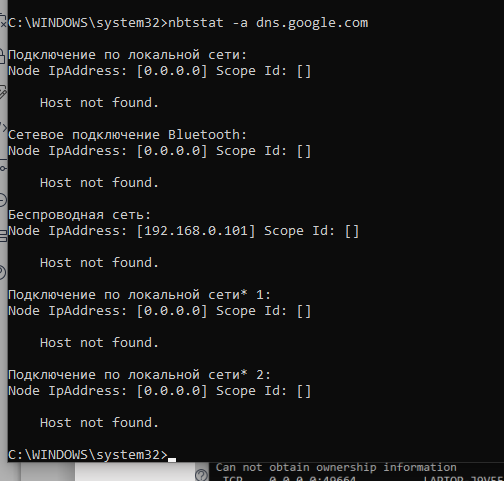 C:\WINDOWS\system32>nbtstat -a dns.google.com
Подключение по локальной сети:
Node IpAddress: [0.0.0.0] Scope Id: []
Host not found.
Сетевое подключение Bluetooth:
Node IpAddress: [0.0.0.0] Scope Id: []
Host not found.
Беспроводная сеть:
Node IpAddress: [192.168.0.101] Scope Id: []
Host not found.
Подключение по локальной сети* 1:
Node IpAddress: [0.0.0.0] Scope Id: []
Host not found.
Подключение по локальной сети* 2:
Node IpAddress: [0.0.0.0] Scope Id: []
Host not found.
C:\WINDOWS\system32>
Can not obtain ownership information